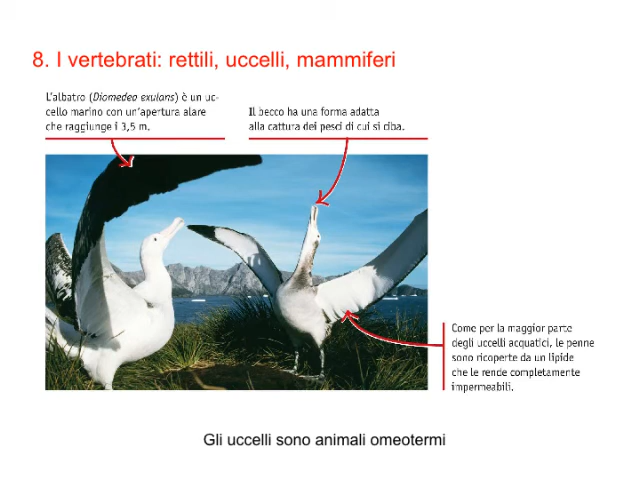 8. I vertebrati: rettili, uccelli, mammiferi
L'albatro (Diomedea exulans) è un uc-
cello marino con un'apertura alare
che raggiunge i 3,5 m.
Il becco ha una forma adatta
alla cattura dei pesci di cui si ciba.
Come per la maggior parte
degli uccelli acquatici, le penne
sono ricoperte da un lipide
che le rende completamente
impermeabili.
Gli uccelli sono animali omeotermi